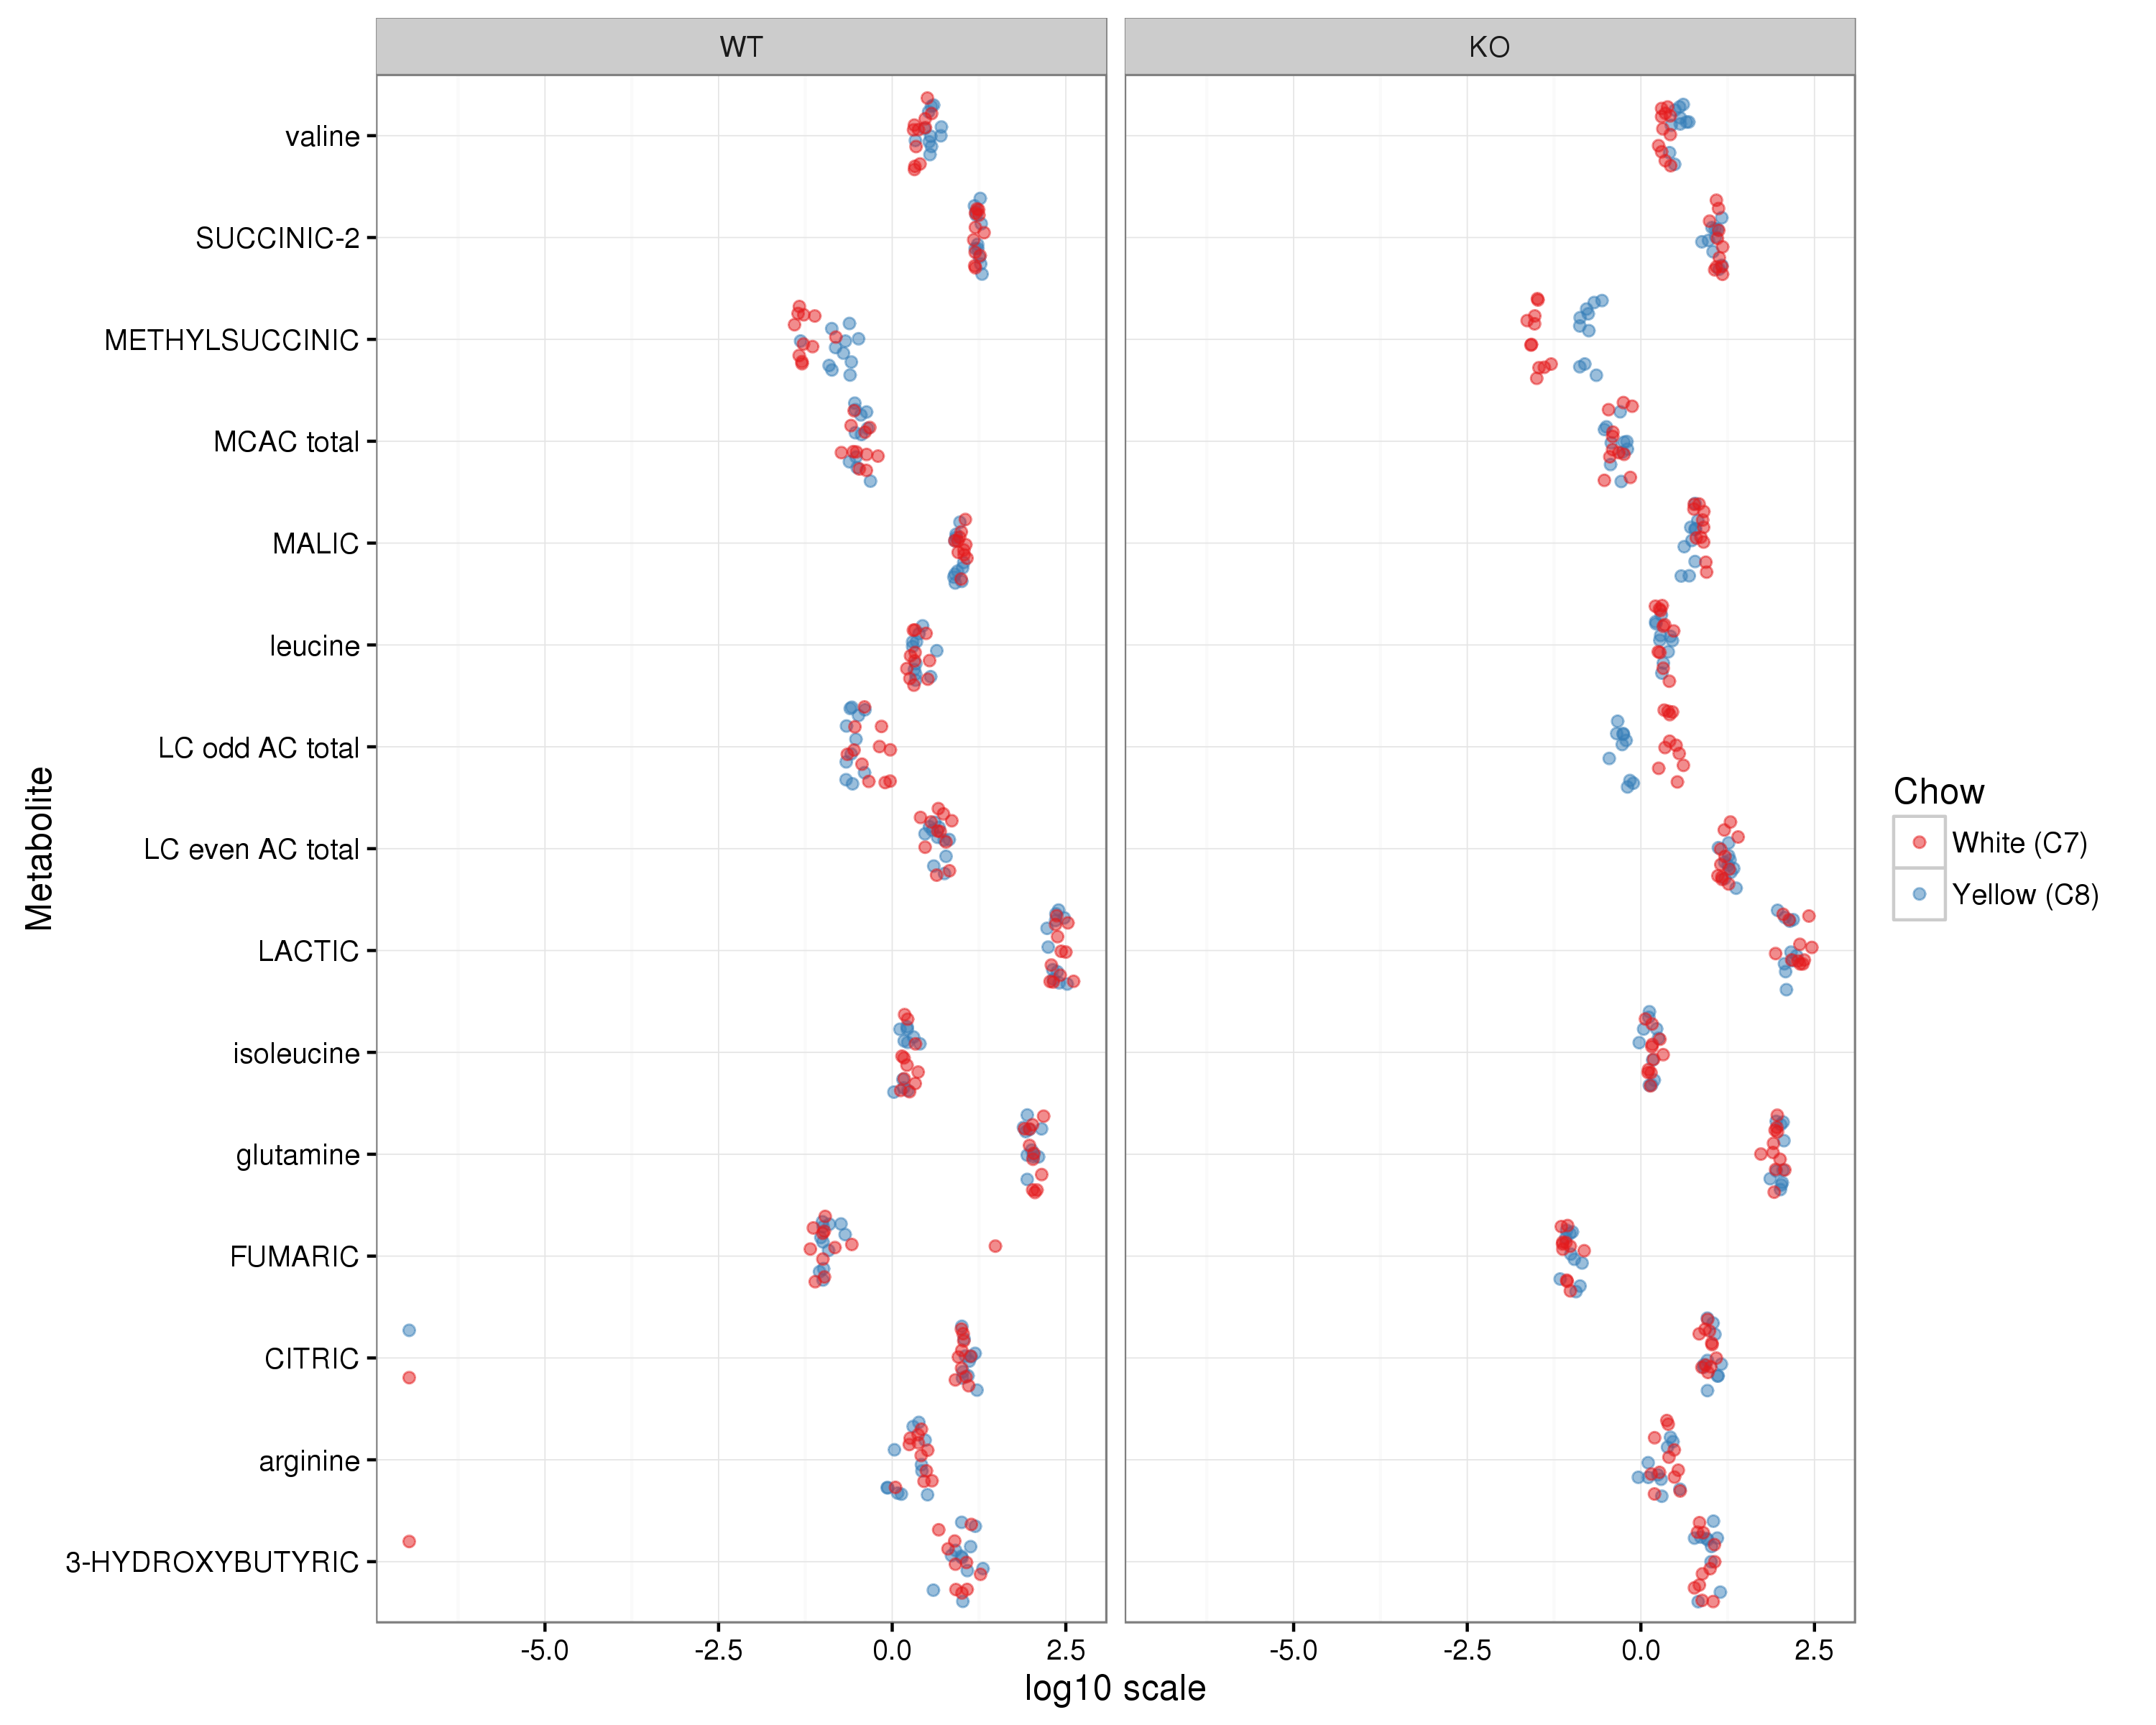 WT
KO
valine
SUCCINIC-2
METHYLSUCCINIC
MCAC total
MALIC
leucine
LC odd AC total
LC even AC total
LACTIC
isoleucine
glutamine
FUMARIC
CITRIC
arginine
3-HYDROXYBUTYRIC
Metabolite
-5.0 -2.5 0.0 2.5
-5.0 -2.5 0.0 2.5
log10 scale
Chow
White (C7)
Yellow (C8)